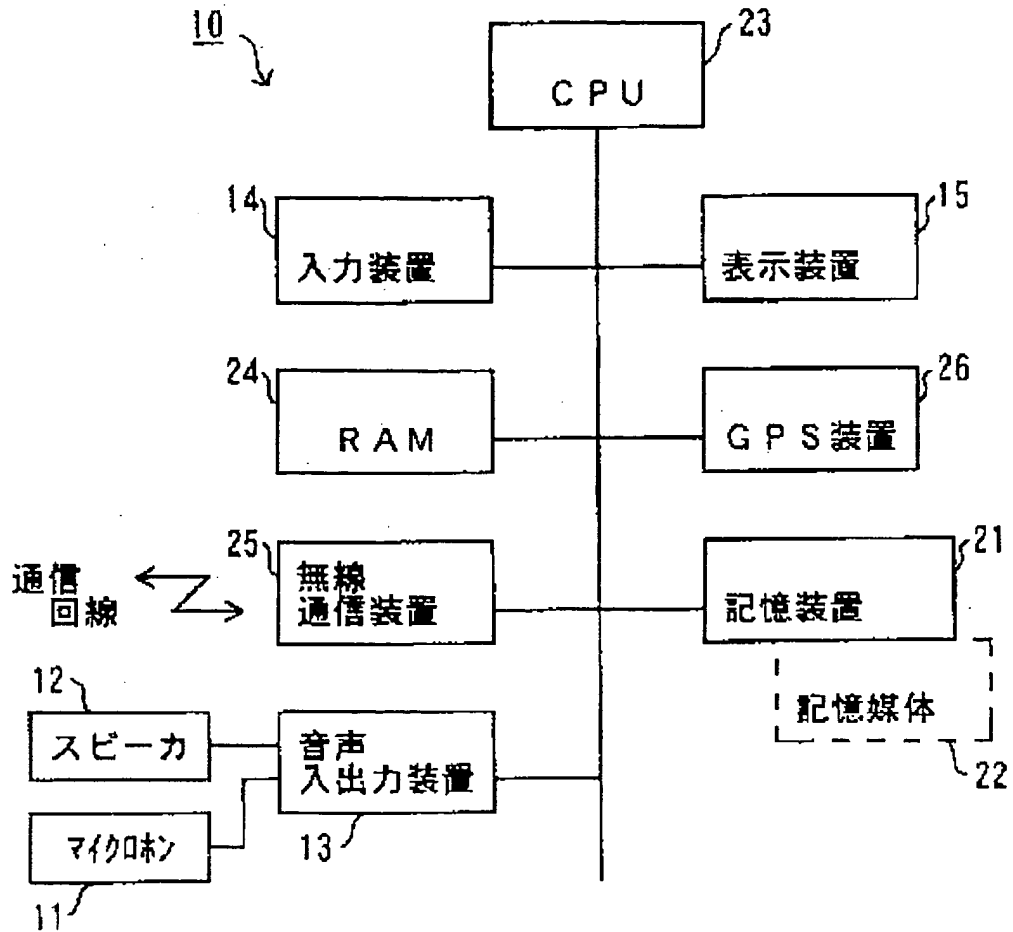 10
23
CPU
14
入力装置
15
表示装置
24
RAM
26
GPS装置
25
無線
通信装置
通信
回線
21
記憶装置
記憶媒体
22
12
スピーカ
音声
入出力装置
13
マイクロホン
11